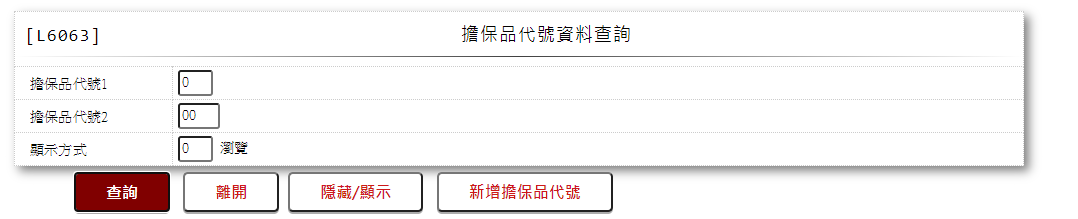 [L6063] 擔保品代號資料查詢
擔保品代號1 0
擔保品代號2 00
顯示方式 0 瀏覽
查詢 離開 隱藏/顯示 新增擔保品代號